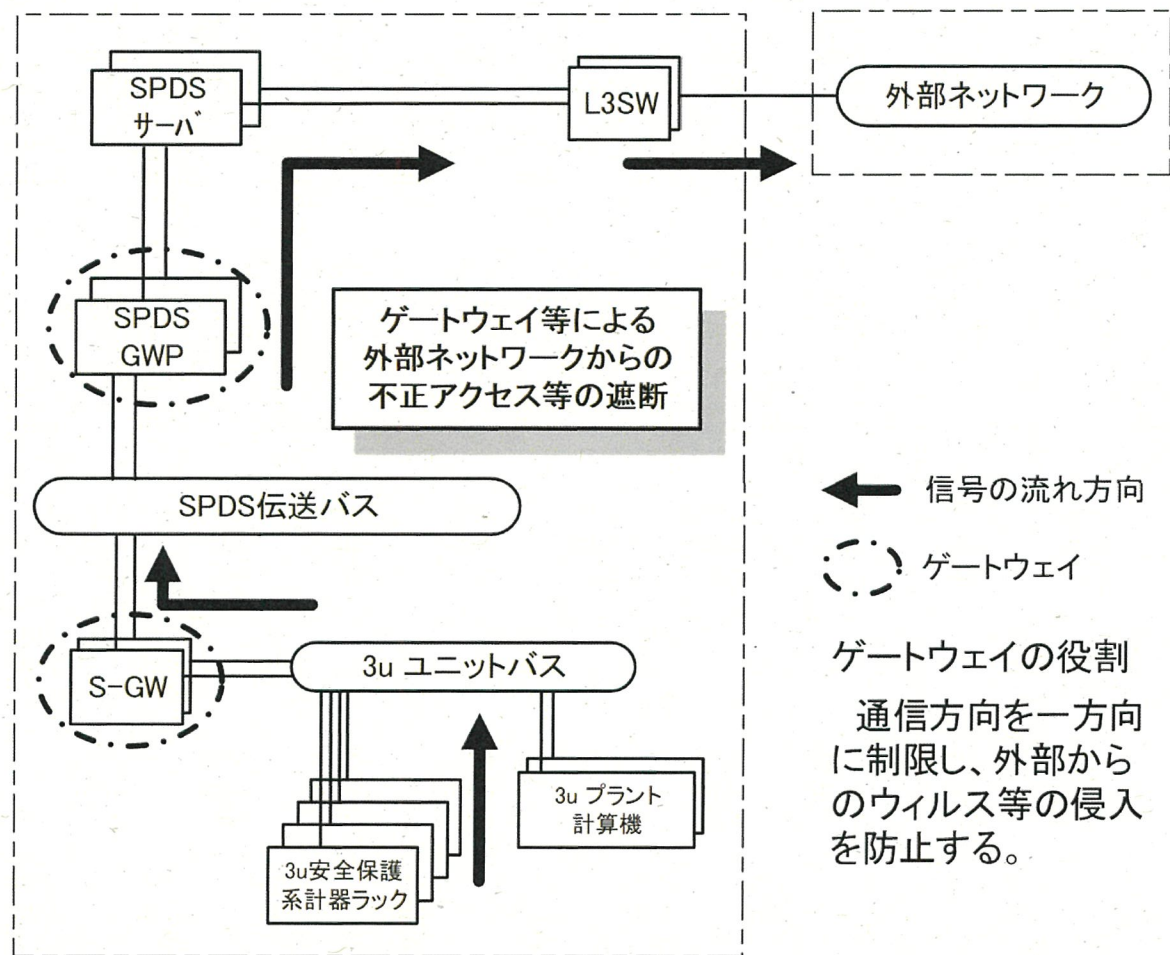 SPDS
サーバ
L3SW
外部ネットワーク
SPDS
GWP
ゲートウェイ等による
外部ネットワークからの
不正アクセス等の遮断
SPDS伝送バス
信号の流れ方向
ゲートウェイ
S-GW
3u ユニットバス
3u プラント
計算機
3u安全保護
系計器ラック
ゲートウェイの役割
通信方向を一方向
に制限し、外部から
のウィルス等の侵入
を防止する。